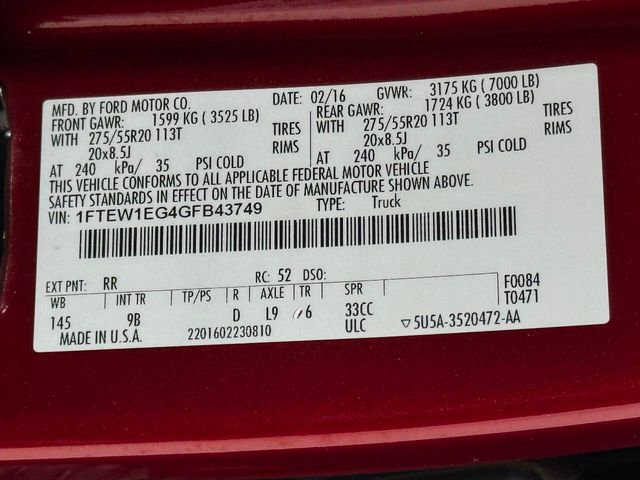 MFD. BY FORD MOTOR CO. DATE: 02/16 GVWR: 3175 KG ( 7000 LB)
FRONT GAWR: 1599 KG ( 3525 LB) REAR GAWR: 1724 KG ( 3800 LB)
WITH 275/55R20 113T TIRES WITH 275/55R20 113T TIRES
20x8.5J RIMS 20x8.5J RIMS
AT 240 kPa/ 35 PSI COLD AT 240 kPa/ 35 PSI COLD
THIS VEHICLE CONFORMS TO ALL APPLICABLE FEDERAL MOTOR VEHICLE
SAFETY STANDARDS IN EFFECT ON THE DATE OF MANUFACTURE SHOWN ABOVE.
VIN: 1FTEW1EG4GFB43749 TYPE: Truck
EXT PNT: RR RC: 52 DSO: F0084
WB INT TR TP/PS R AXLE TR SPR T0471
145 9B D L9 6 33CC
ULC ▽5U5A-3520472-AA
MADE IN U.S.A. 2201602230810